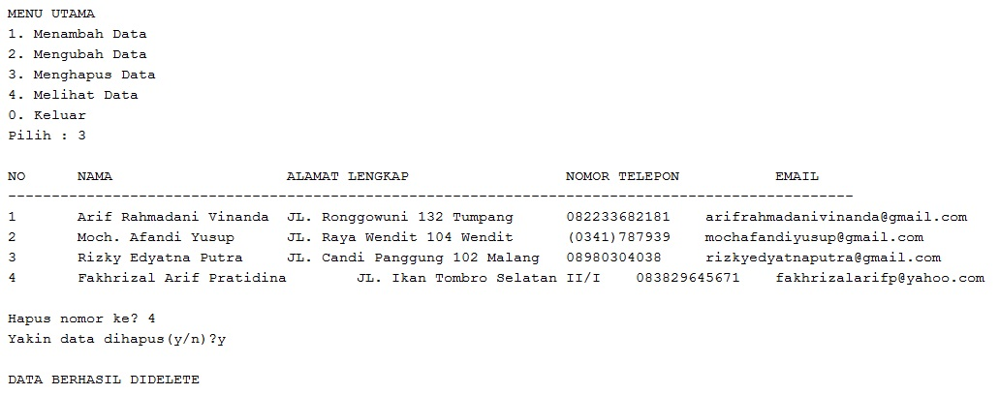 MENU UTAMA
1. Menambah Data
2. Mengubah Data
3. Menghapus Data
4. Melihat Data
0. Keluar
Pilih : 3
NO NAMA ALAMAT LENGKAP NOMOR TELEPON EMAIL
-------------------------------------------------------------------------------------------------
1 Arif Rahmadani Vinanda JL. Ronggowuni 132 Tumpang 082233682181 arifrahmadanivinanda@gmail.com
2 Moch. Afandi Yusup JL. Raya Wendit 104 Wendit (0341)787939 mochafandiyusup@gmail.com
3 Rizky Edyatna Putra JL. Candi Panggung 102 Malang 08980304038 rizkyedyatnaputra@gmail.com
4 Fakhrizal Arif Pratidina JL. Ikan Tombro Selatan II/I 083829645671 fakhrizalarifp@yahoo.com
Hapus nomor ke? 4
Yakin data dihapus(y/n)?y
DATA BERHASIL DIDELETE